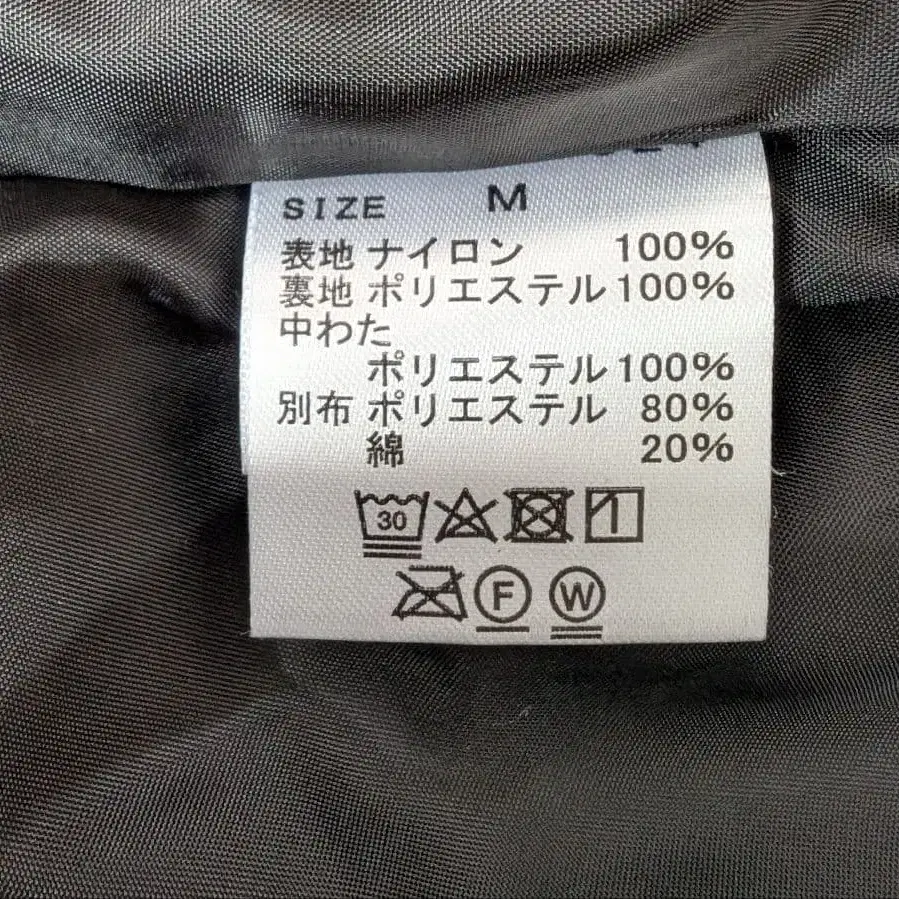 SIZE M
表地 ナイロン 100%
裏地 ポリエステル 100%
中わた
ポリエステル 100%
別布 ポリエステル 80%
綿 20%
30
F W